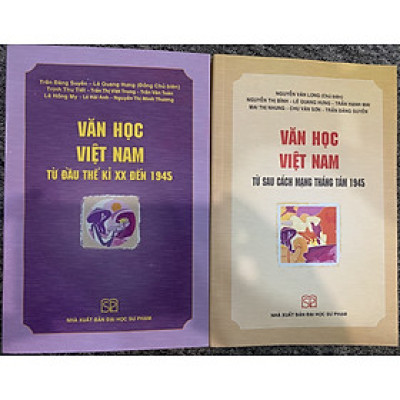 Trần Đăng Suyền - Lê Quang Hưng (Đồng Chủ biên)
Trịnh Thu Tiết - Trần Thị Việt Trung - Trần Văn Toàn
Lê Hồng My - Lê Hải Anh - Nguyễn Thị Minh Thương
VĂN HỌC
VIỆT NAM
TỪ ĐẦU THẾ KỈ XX ĐẾN 1945
NHÀ XUẤT BẢN ĐẠI HỌC SƯ PHẠM
NGUYỄN VĂN LONG (Chủ biên)
NGUYỄN THỊ BÌNH - LÊ QUANG HƯNG - TRẦN HẠNH MAI
MAI THỊ NHUNG - CHU VĂN SƠN - TRẦN ĐĂNG SUYỀN
VĂN HỌC
VIỆT NAM
TỪ SAU CÁCH MẠNG THÁNG TÁM 1945
NHÀ XUẤT BẢN ĐẠI HỌC SƯ PHẠM